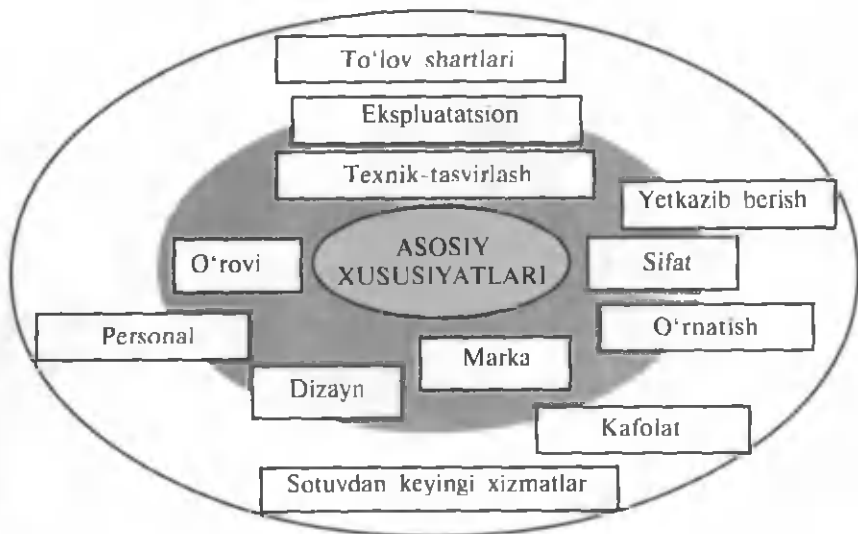 To‘lov shartlari
Ekspluatatsion
Texnik-tasvirlash
Yetkazib berish
O‘rovi
ASOSIY
XUSUSIYATLARI
Sifat
Personal
O‘rnatish
Marka
Dizayn
Kafolat
Sotuvdan keyingi xizmatlar